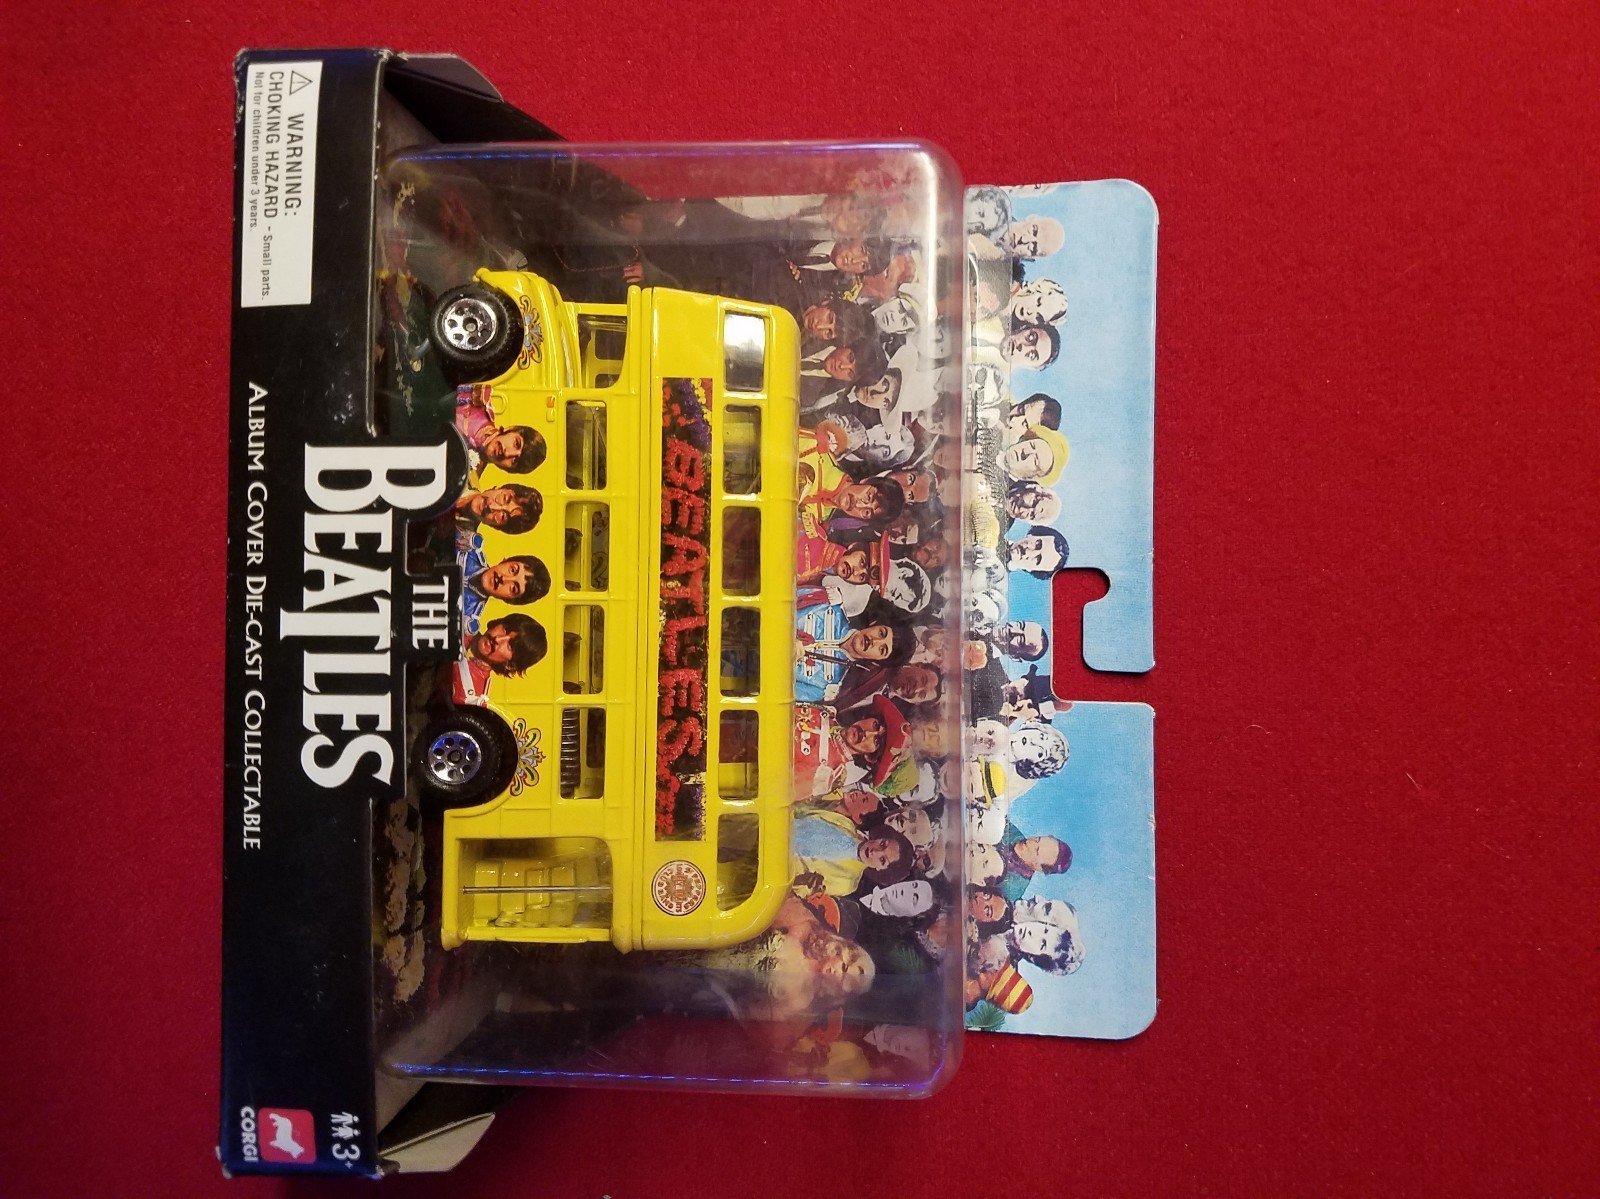 BEATLES
THE
BEATLES
ALBUM COVER DIE-CAST COLLECTABLE
WARNING:
CHOKING HAZARD - Small parts.
Not for children under 3 years.
3+
CORGI